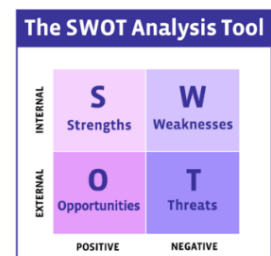 The SWOT Analysis Tool
INTERNAL
S
Strengths
W
Weaknesses
EXTERNAL
O
Opportunities
T
Threats
POSITIVE
NEGATIVE